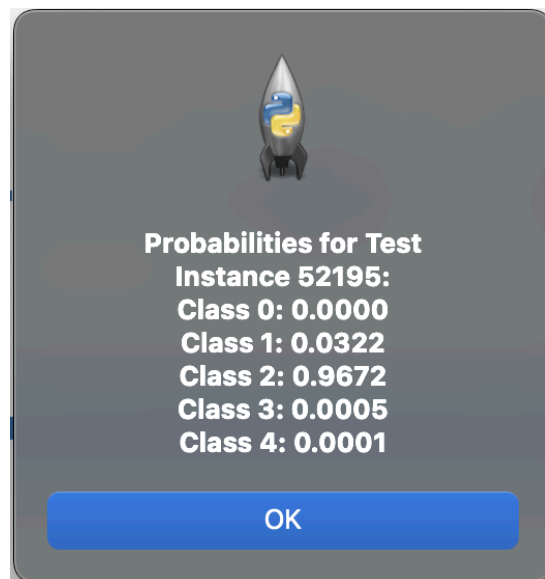 Probabilities for Test
Instance 52195:
Class 0: 0.0000
Class 1: 0.0322
Class 2: 0.9672
Class 3: 0.0005
Class 4: 0.0001
OK